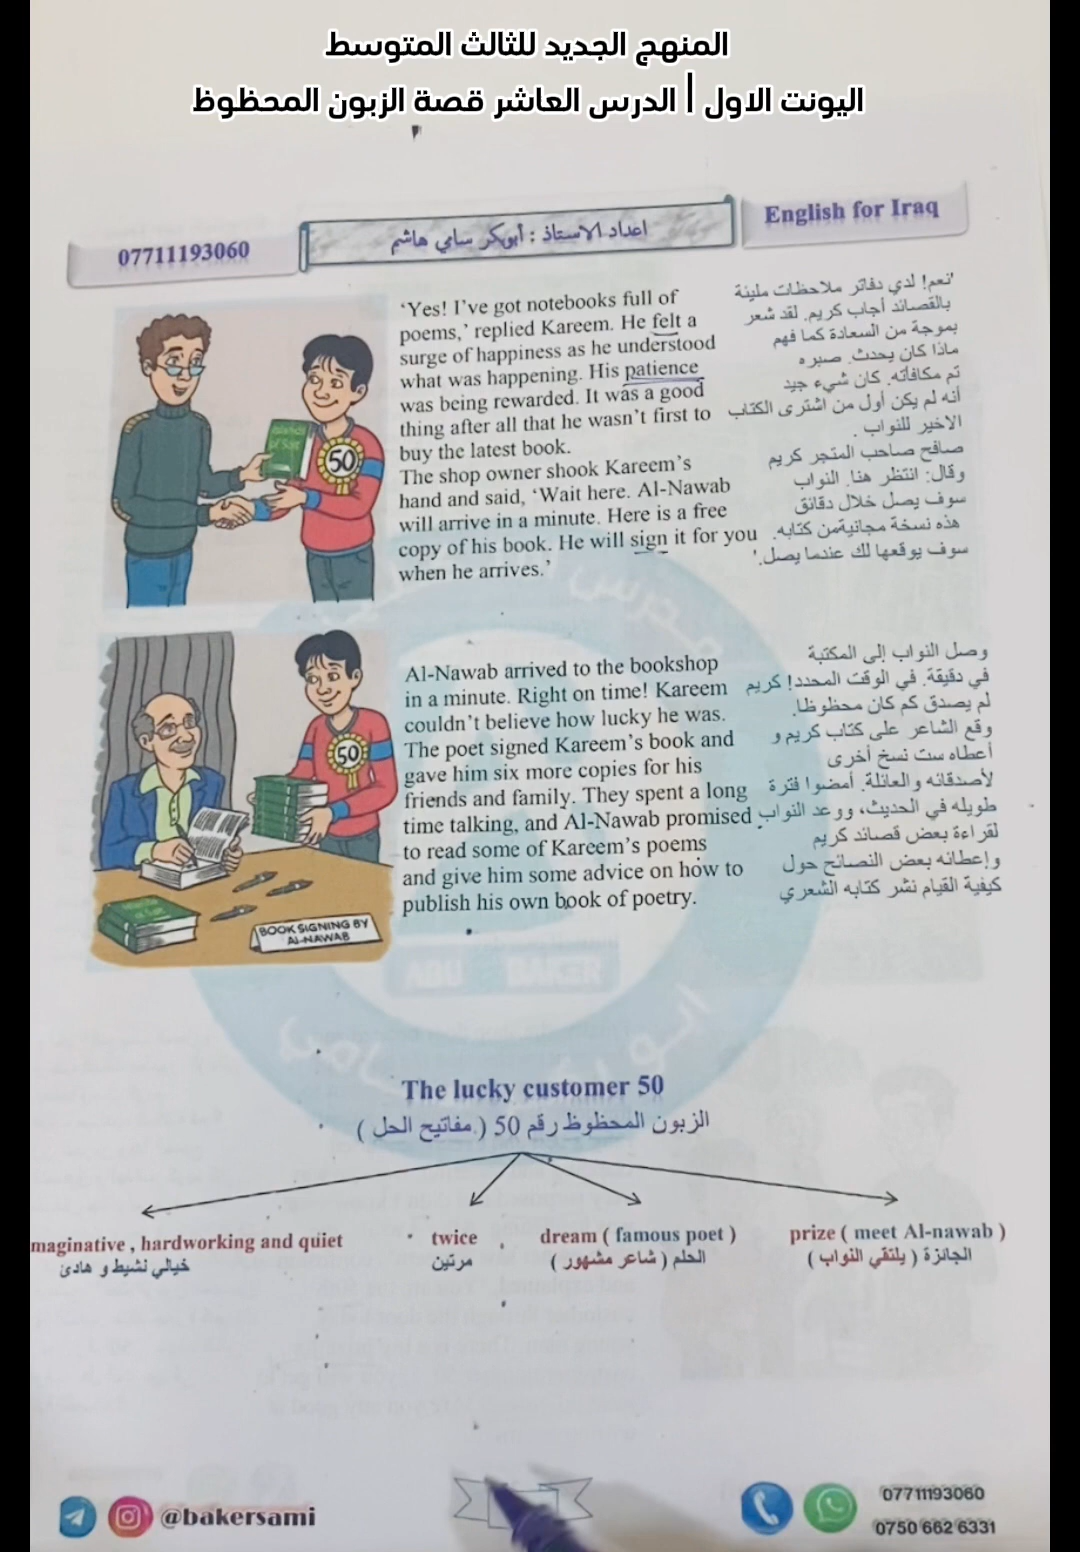 المنهج الجديد للثالث المتوسط
اليونت الاول | الدرس العاشر قصة الزبون المحظوظ
English for Iraq
اعداد الاستاذ : أبوبكر سامي هاشم
07711193060
‘Yes! I’ve got notebooks full of
poems,’ replied Kareem. He felt a
surge of happiness as he understood
what was happening. His patience
was being rewarded. It was a good
thing after all that he wasn’t first to
buy the latest book.
The shop owner shook Kareem’s
hand and said, ‘Wait here. Al-Nawab
will arrive in a minute. Here is a free
copy of his book. He will sign it for you
when he arrives.’
'نعم! لدي دفاتر ملاحظات مليئة
بالقصائد أجاب كريم. لقد شعر
بموجة من السعادة كما فهم
ماذا كان يحدث. صبره
تم مكافأته. كان شيء جيد
أنه لم يكن أول من اشترى الكتاب
الاخير للنواب .
صافح صاحب المتجر كريم
وقال: انتظر هنا. النواب
سوف يصل خلال دقائق
هذه نسخة مجانيةمن كتابه.
سوف يوقعها لك عندما يصل.'
50
Al-Nawab arrived to the bookshop
in a minute. Right on time! Kareem
couldn’t believe how lucky he was.
The poet signed Kareem’s book and
gave him six more copies for his
friends and family. They spent a long
time talking, and Al-Nawab promised
to read some of Kareem’s poems
and give him some advice on how to
publish his own book of poetry.
وصل النواب إلى المكتبة
في دقيقة. في الوقت المحدد! كريم
لم يصدق كم كان محظوظا.
وقع الشاعر على كتاب كريم و
أعطاه ست نسخ أخرى
لأصدقائه والعائلة. أمضوا فترة
طويله في الحديث، ووعد النواب
لقراءة بعض قصائد كريم
وإعطائه بعض النصائح حول
كيفية القيام نشر كتابه الشعري
50
BOOK SIGNING BY
Al-NAWAB
ABU BAKER
The lucky customer 50
الزبون المحظوظ رقم 50 (.مفاتيح الحل )
maginative , hardworking and quiet
خيالي نشيط و هادئ
twice
مرتين
dream ( famous poet )
الحلم ( شاعر مشهور )
prize ( meet Al-nawab )
الجائزة ( يلتقي النواب )
@bakersami
07711193060
0750 662 6331